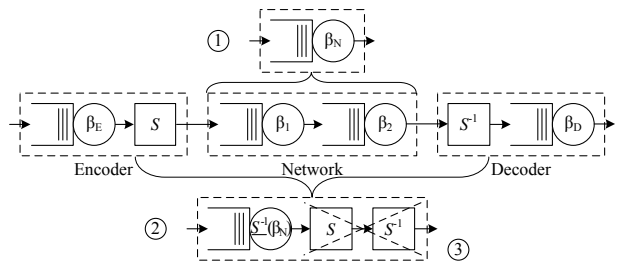 ① β_N
β_E S β_1 β_2 S^-1 β_D
Encoder Network Decoder
② S^-1(β_N) S S^-1
③